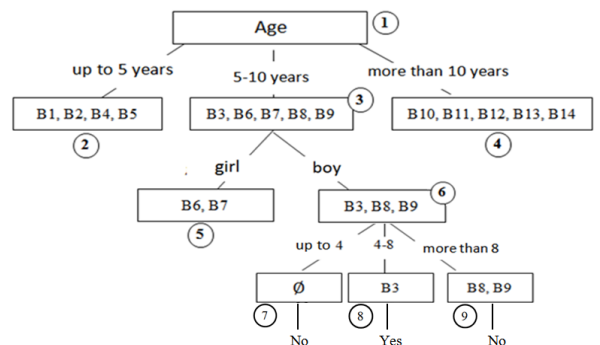 Age
1
up to 5 years
5-10 years
more than 10 years
B1, B2, B4, B5
B3, B6, B7, B8, B9
3
B10, B11, B12, B13, B14
2
4
girl
boy
B6, B7
B3, B8, B9
6
5
up to 4
4-8
more than 8
Ø
B3
B8, B9
7
8
9
No
Yes
No